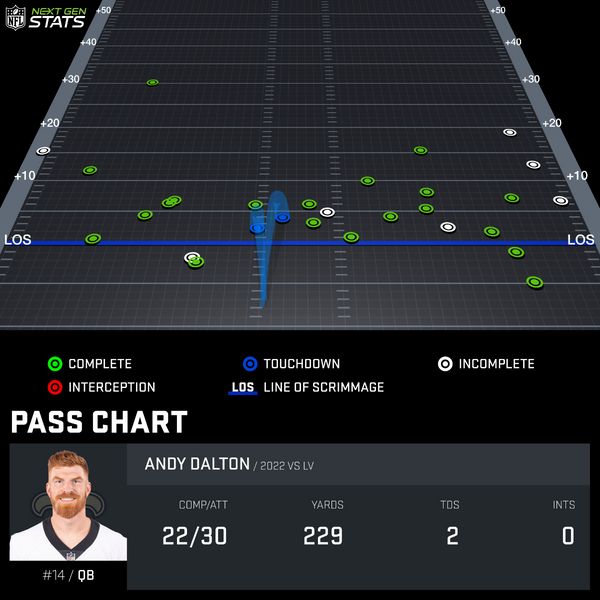 NFL NEXT GEN STATS
+50 +50
+40 +40
+30 +30
+20 +20
+10 +10
LOS LOS
COMPLETE TOUCHDOWN INCOMPLETE
INTERCEPTION LOS LINE OF SCRIMMAGE
PASS CHART
ANDY DALTON / 2022 VS LV
COMP/ATT YARDS TDS INTS
22/30 229 2 0
#14 / QB